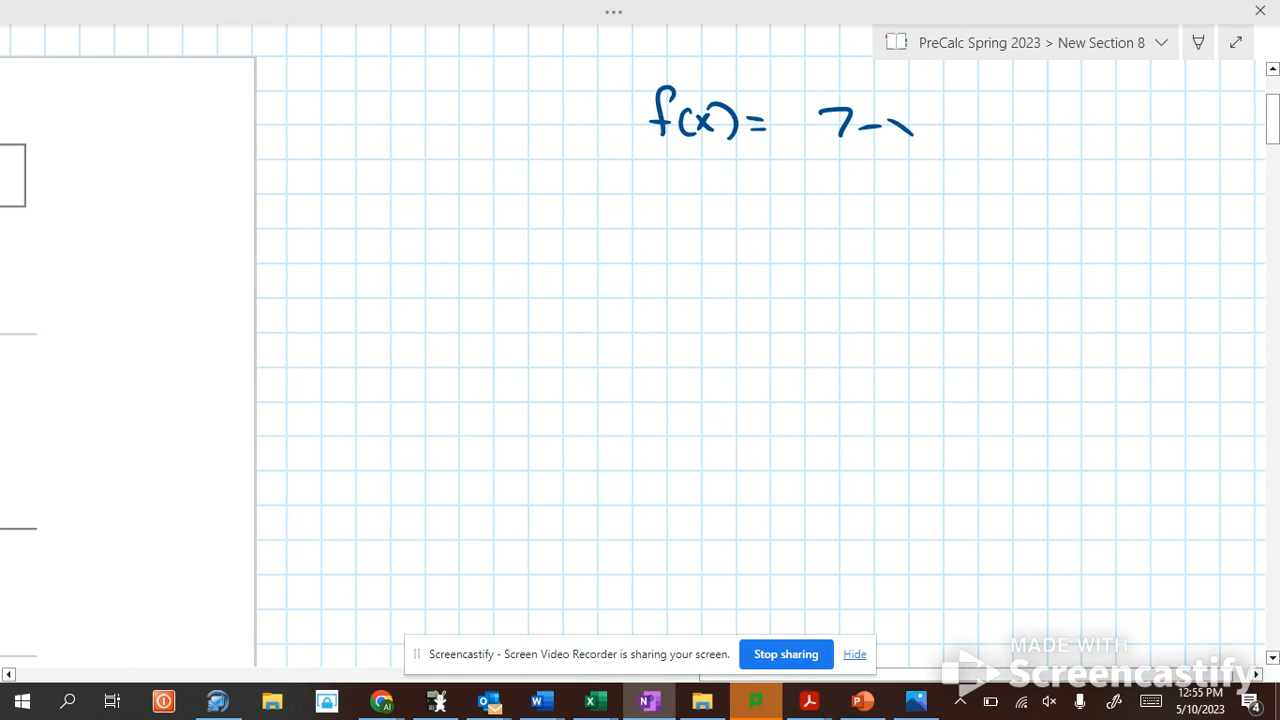 PreCalc Spring 2023 > New Section 8
f(x) = 7 -
MADE WITH
Screencastify
Screencastify - Screen Video Recorder is sharing your screen.
Stop sharing
Hide
12:55 PM
5/10/2023
4